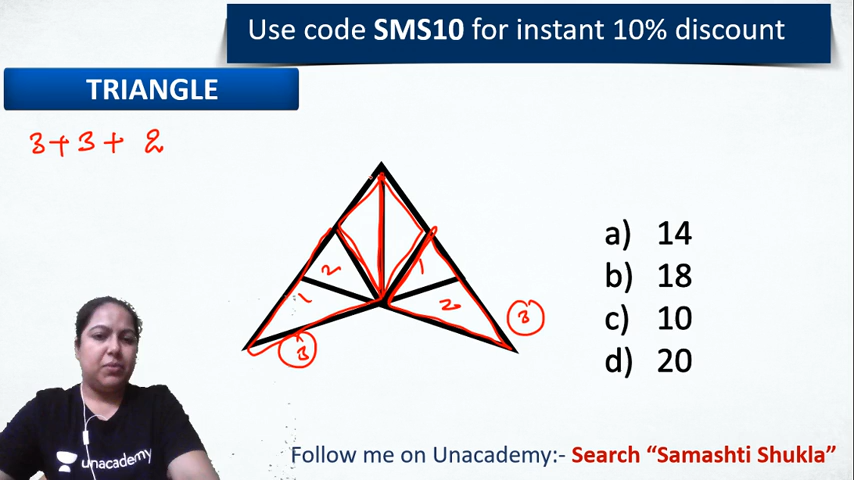 Use code SMS10 for instant 10% discount
TRIANGLE
3+3+ 2
a) 14
b) 18
c) 10
d) 20
2
1
1
2
3
3
unacademy
Follow me on Unacademy:- Search “Samashti Shukla”